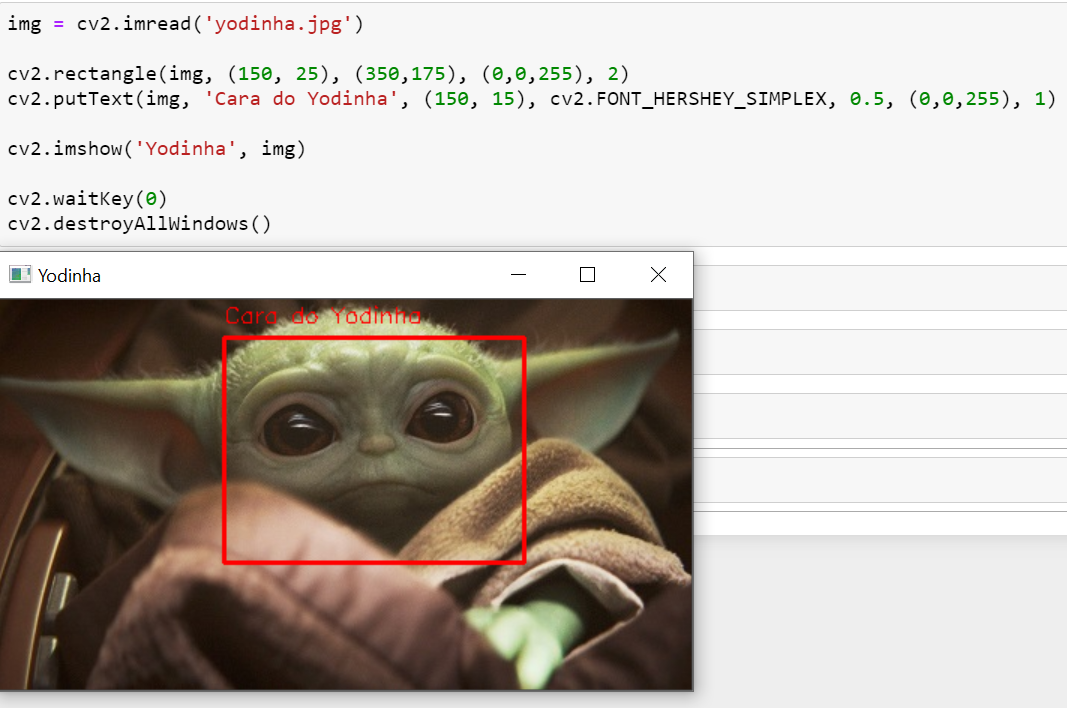 img = cv2.imread('yodinha.jpg')
cv2.rectangle(img, (150, 25), (350,175), (0,0,255), 2)
cv2.putText(img, 'Cara do Yodinha', (150, 15), cv2.FONT_HERSHEY_SIMPLEX, 0.5, (0,0,255), 1)
cv2.imshow('Yodinha', img)
cv2.waitKey(0)
cv2.destroyAllWindows()
Yodinha
Cara do Yodinha